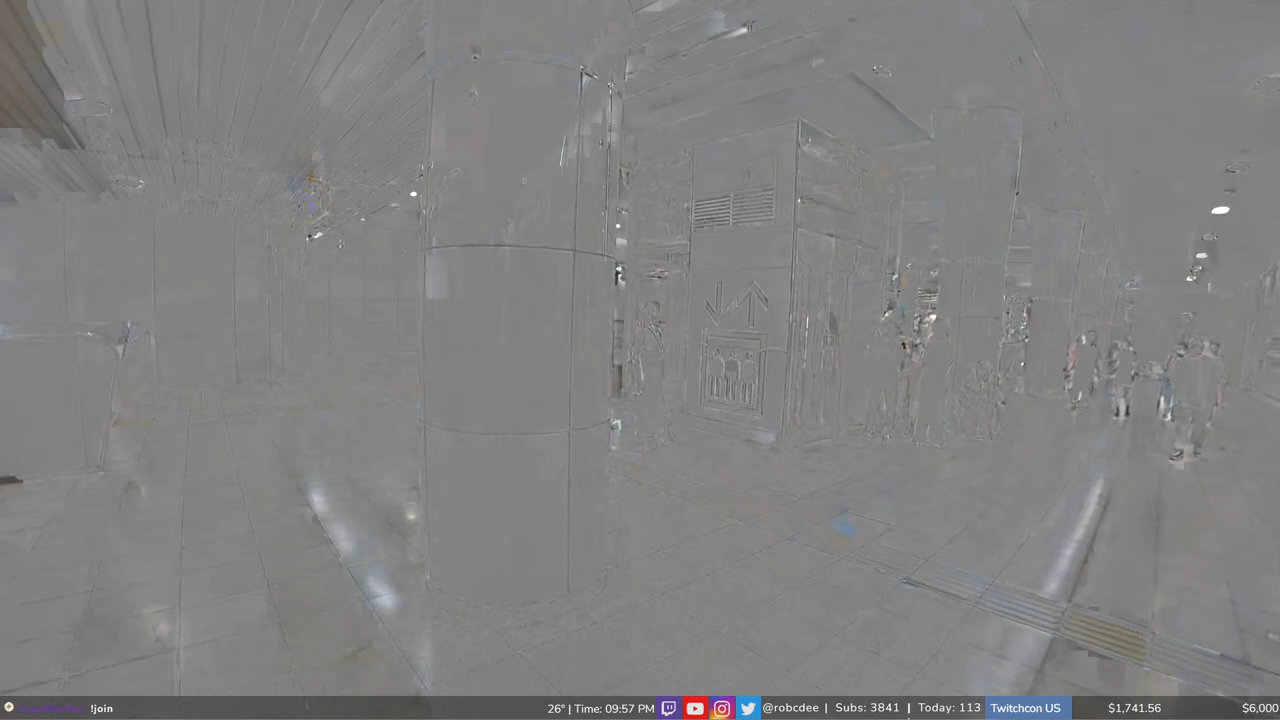 !join 26° | Time: 09:57 PM @robcdee | Subs: 3841 | Today: 113 Twitchcon US $1,741.56 $6,000